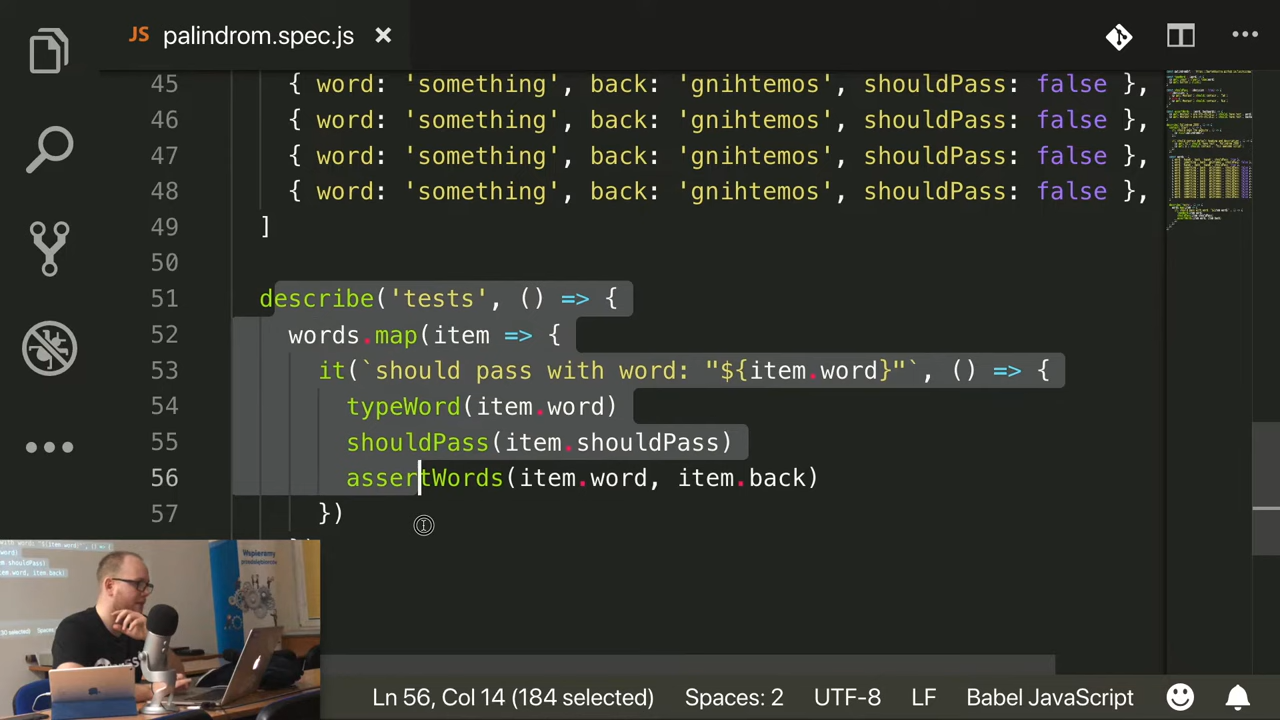 JS palindrom.spec.js
45 { word: 'something', back: 'gnihtemos', shouldPass: false },
46 { word: 'something', back: 'gnihtemos', shouldPass: false },
47 { word: 'something', back: 'gnihtemos', shouldPass: false },
48 { word: 'something', back: 'gnihtemos', shouldPass: false },
49 ]
50
51 describe('tests', () => {
52 words.map(item => {
53 it(`should pass with word: "${item.word}"`, () => {
54 typeWord(item.word)
55 shouldPass(item.shouldPass)
56 assertWords(item.word, item.back)
57 })
Wspieramy
Ln 56, Col 14 (184 selected) Spaces: 2 UTF-8 LF Babel JavaScript